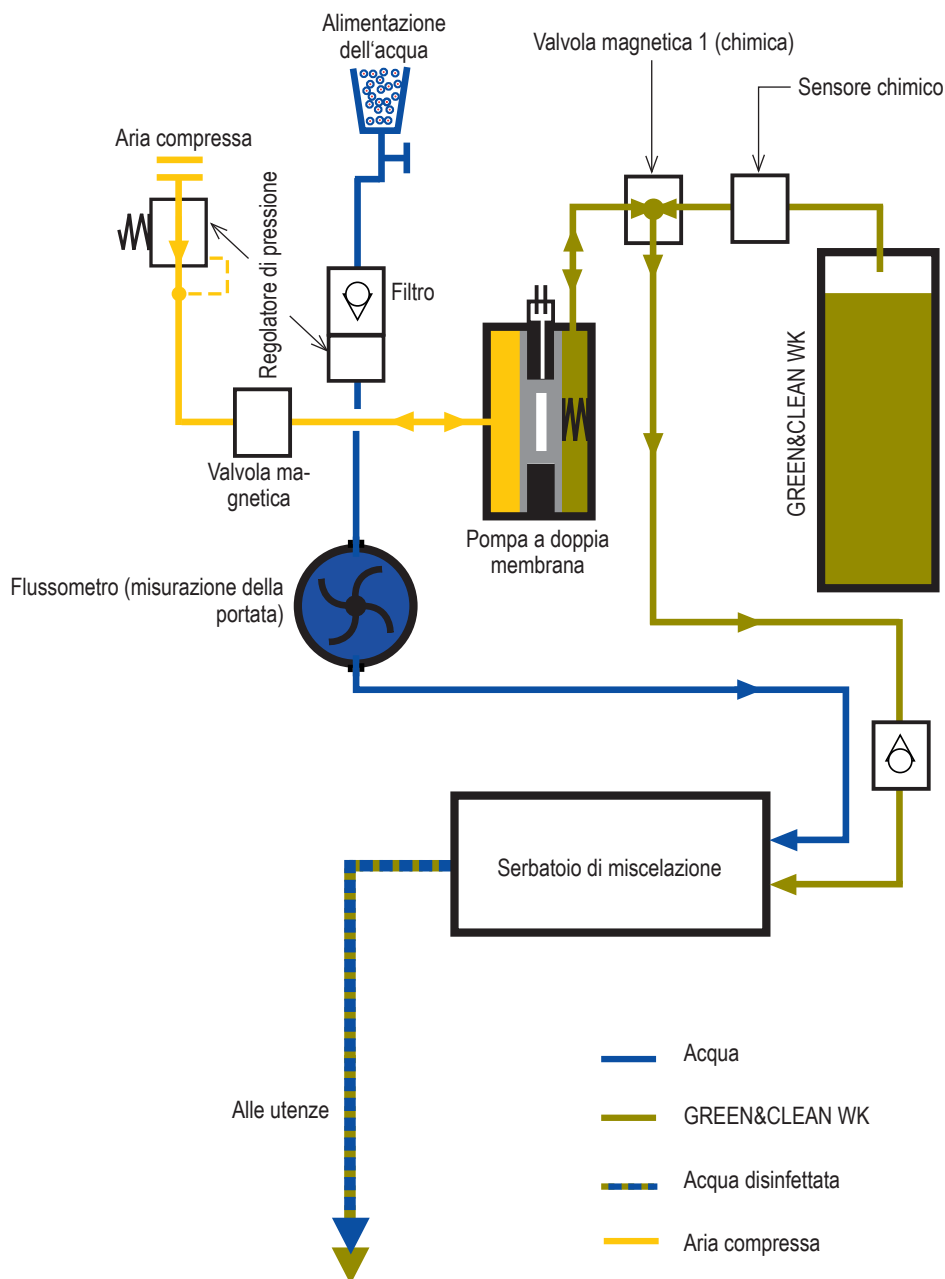 Alimentazione
dell‘acqua
Valvola magnetica 1 (chimica)
Sensore chimico
Aria compressa
Regolatore di pressione
Filtro
GREEN&CLEAN WK
Valvola ma-
gnetica
Pompa a doppia
membrana
Flussometro (misurazione della
portata)
Serbatoio di miscelazione
Alle utenze
Acqua
GREEN&CLEAN WK
Acqua disinfettata
Aria compressa